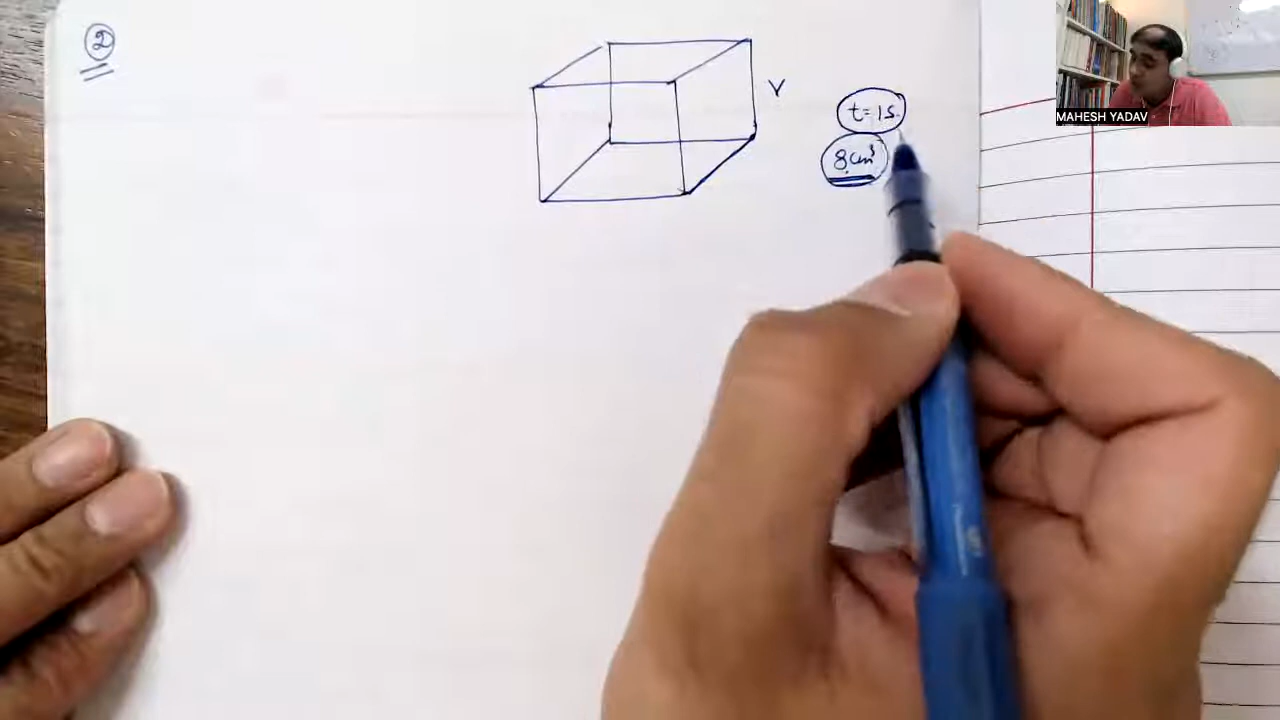 ②
V
t=1s.
8cm³
MAHESH YADAV